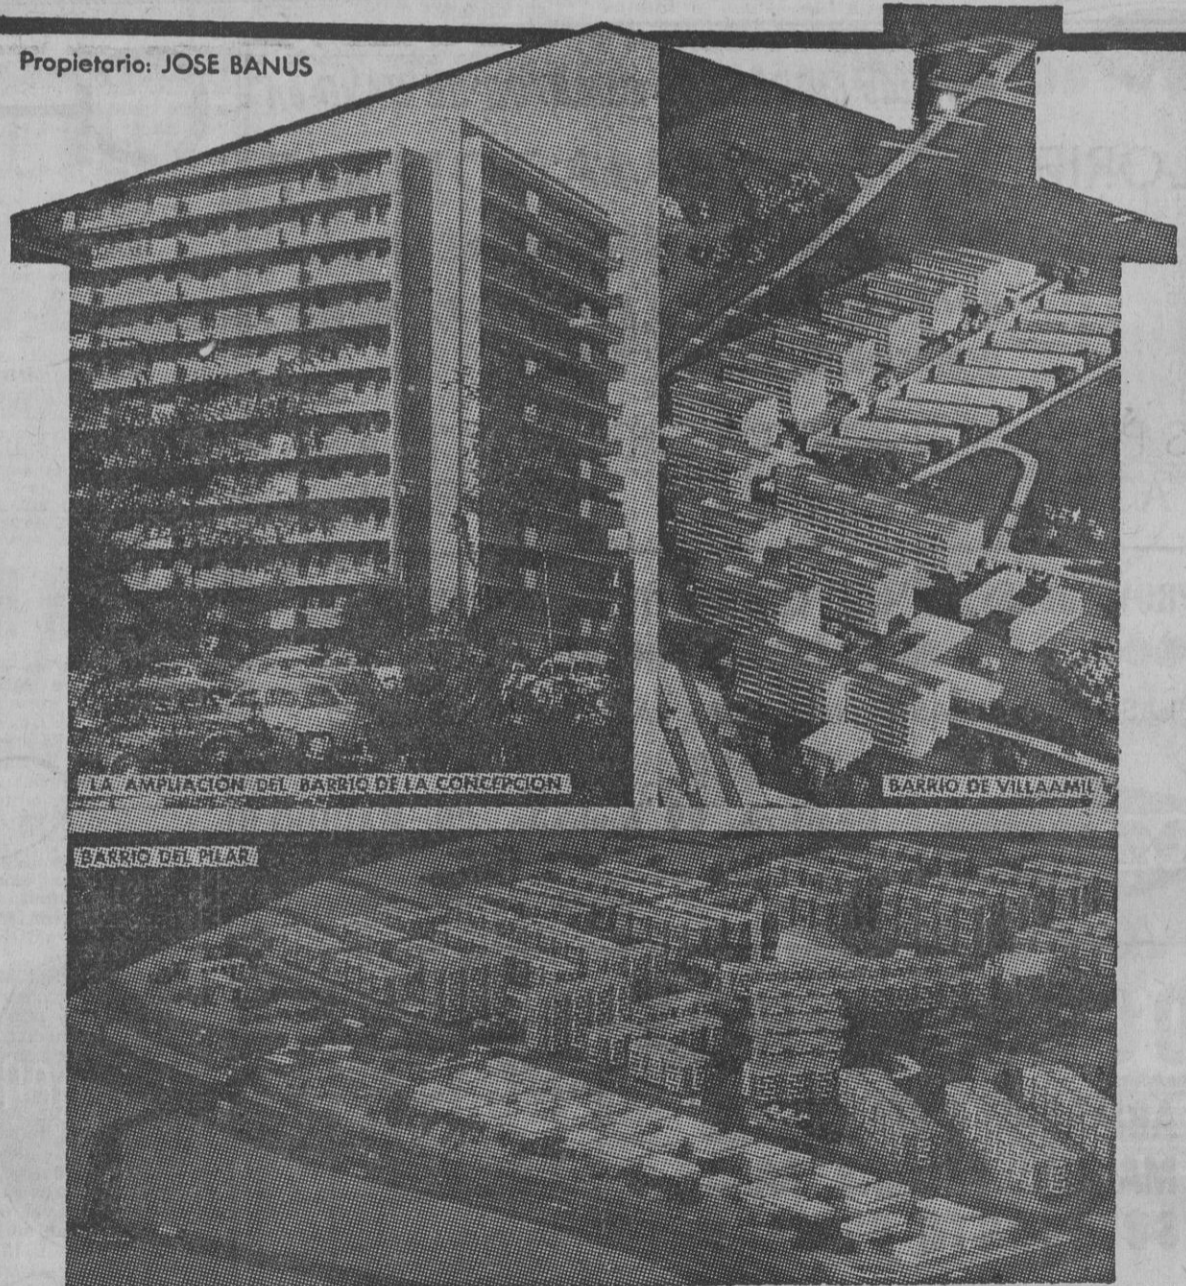 Propietario: JOSE BANUS
LA AMPLIACION DEL BARRIO DE LA CONCEPCION
BARRIO DE VILLAAMIL
BARRIO DEL PILAR